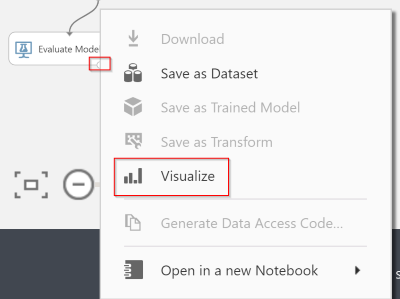 Download
Evaluate Model
Save as Dataset
Save as Trained Model
Save as Transform
Visualize
Generate Data Access Code...
Open in a new Notebook